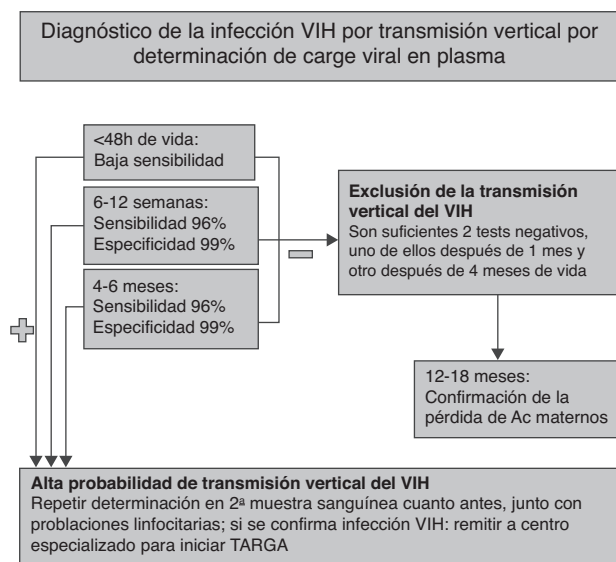 Diagnóstico de la infección VIH por transmisión vertical por
determinación de carge viral en plasma
<48h de vida:
Baja sensibilidad
6-12 semanas:
Sensibilidad 96%
Especificidad 99%
4-6 meses:
Sensibilidad 96%
Especificidad 99%
Exclusión de la transmisión
vertical del VIH
Son suficientes 2 tests negativos,
uno de ellos después de 1 mes y
otro después de 4 meses de vida
12-18 meses:
Confirmación de la
pérdida de Ac maternos
Alta probabilidad de transmisión vertical del VIH
Repetir determinación en 2ª muestra sanguínea cuanto antes, junto con
problaciones linfocitarias; si se confirma infección VIH: remitir a centro
especializado para iniciar TARGA